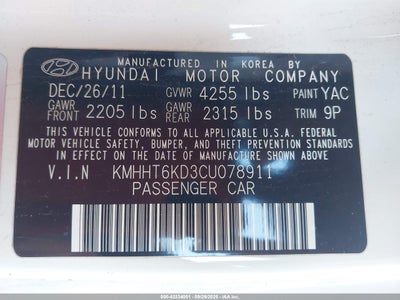 MANUFACTURED IN KOREA BY
HYUNDAI MOTOR COMPANY
DEC/26/11 GVWR 4255 lbs PAINT YAC
GAWR FRONT 2205 lbs GAWR REAR 2315 lbs TRIM 9P
THIS VEHICLE CONFORMS TO ALL APPLICABLE U.S.A. FEDERAL
MOTOR VEHICLE SAFETY, BUMPER, AND THEFT PREVENTION STANDARDS
IN EFFECT ON THE DATE OF MANUFACTURE SHOWN ABOVE.
V.I.N KMHHT6KD3CU078911
PASSENGER CAR